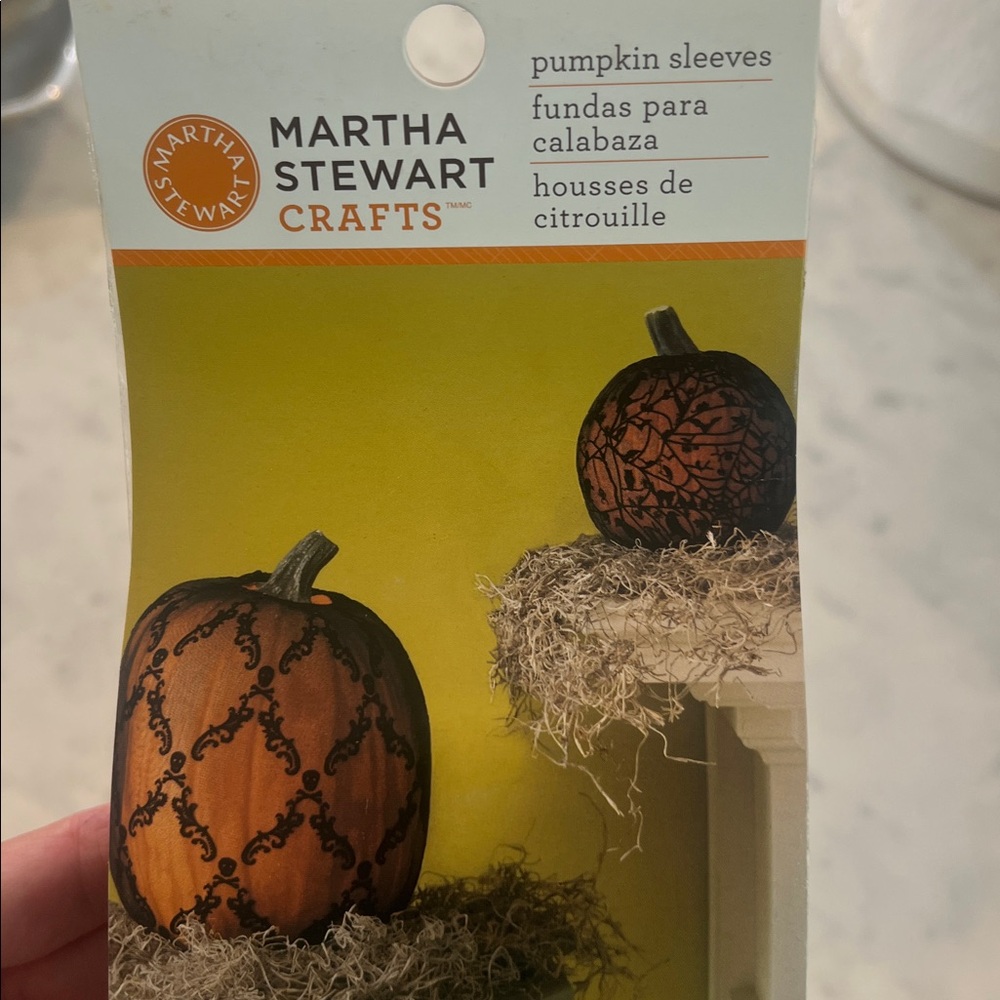 MARTHA
STEWART
MARTHA
STEWART
CRAFTS TM/MC
pumpkin sleeves
fundas para
calabaza
housses de
citrouille